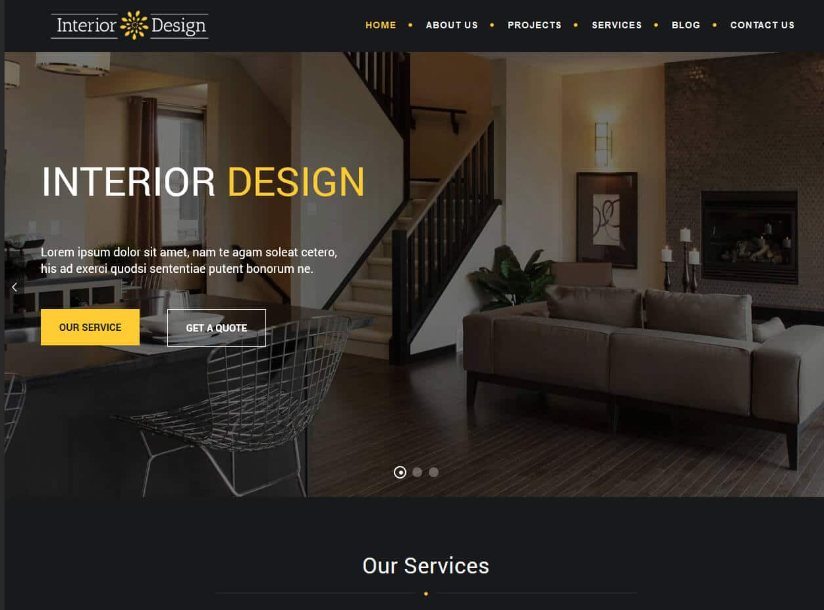 Interior Design
HOME ABOUT US PROJECTS SERVICES BLOG CONTACT US
INTERIOR DESIGN
Lorem ipsum dolor sit amet, nam te agam soleat cetero,
his ad exerci quodsi sententiae putent bonorum ne.
OUR SERVICE GET A QUOTE
Our Services